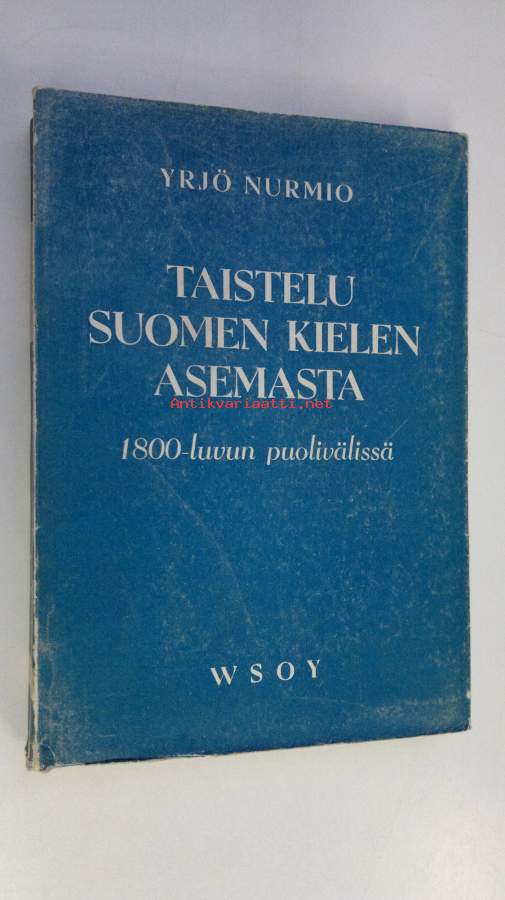 YRJÖ NURMIO
TAISTELU
SUOMEN KIELEN
ASEMASTA
Antikvariaatti.net
1800-luvun puolivälissä
WSOY